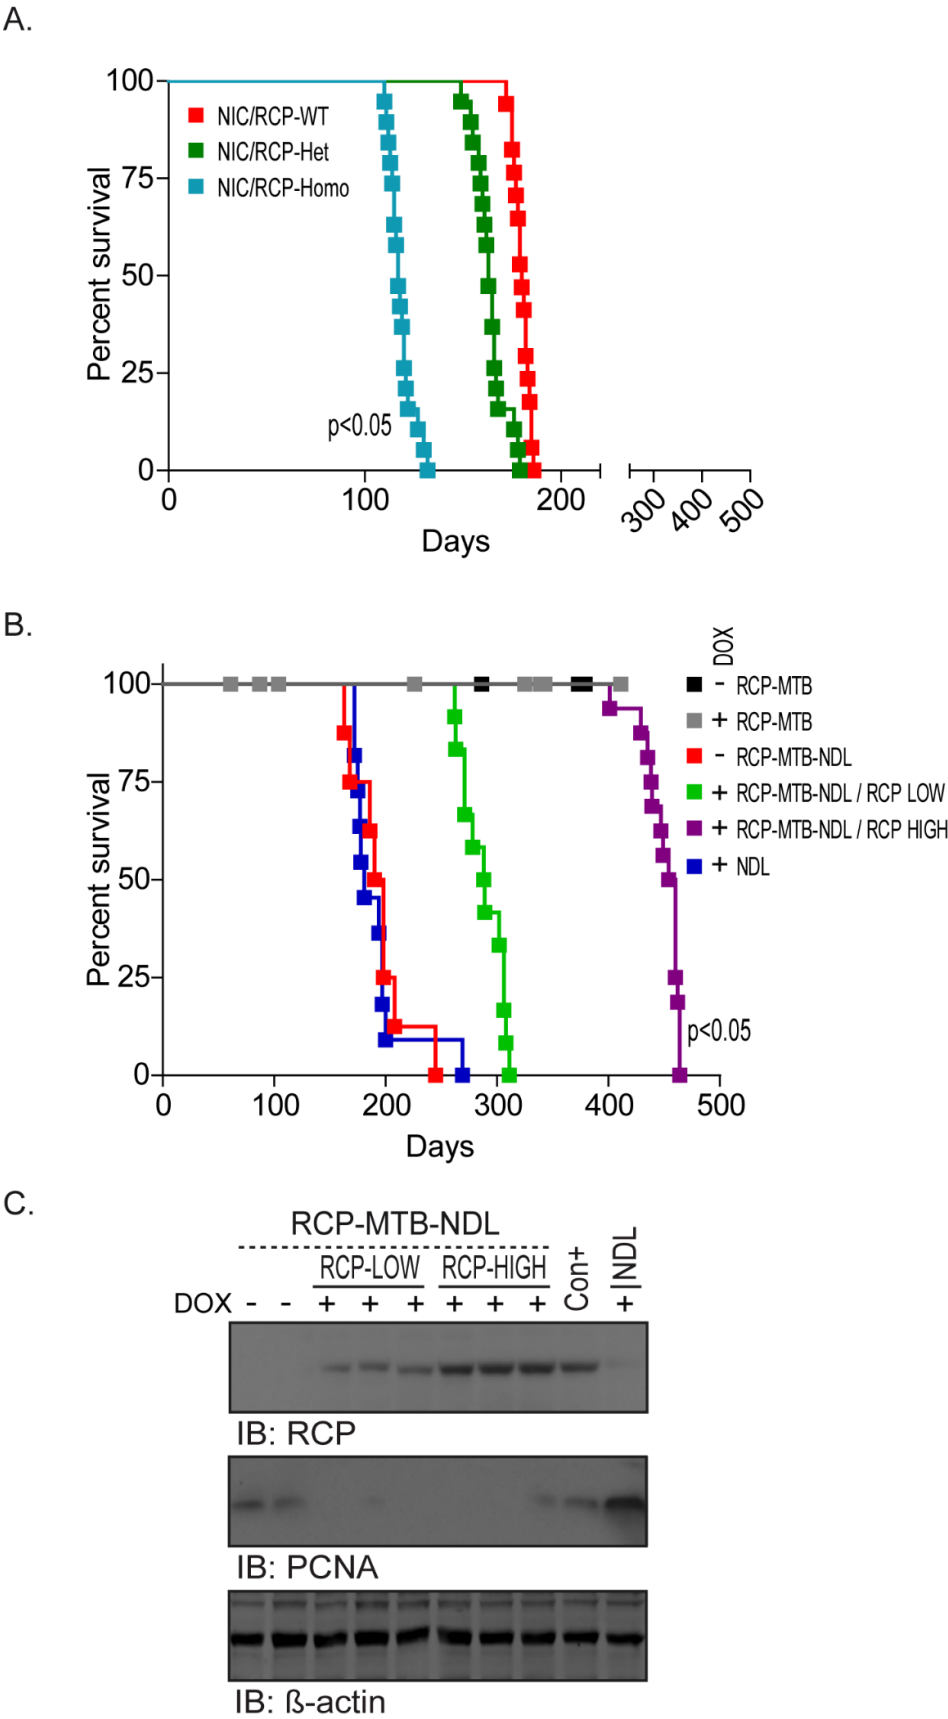 A.
100
75
50
25
0
Percent survival
NIC/RCP-WT
NIC/RCP-Het
NIC/RCP-Homo
p<0.05
0 100 200 300 400 500
Days
B.
DOX
100
75
50
25
0
Percent survival
- RCP-MTB
+ RCP-MTB
- RCP-MTB-NDL
+ RCP-MTB-NDL / RCP LOW
+ RCP-MTB-NDL / RCP HIGH
+ NDL
p<0.05
0 100 200 300 400 500
Days
C.
RCP-MTB-NDL
RCP-LOW RCP-HIGH Con+ NDL
DOX - - + + + + + + +
IB: RCP
IB: PCNA
IB: ß-actin